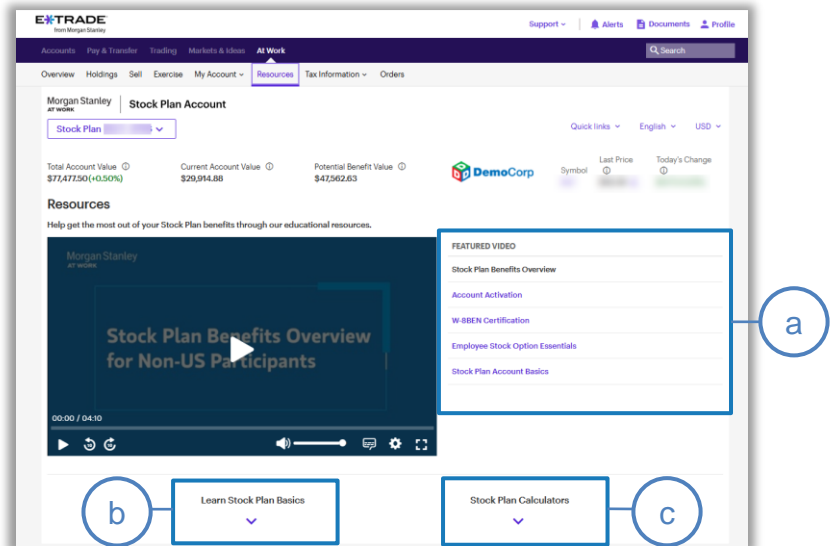 E*TRADE
from Morgan Stanley
Support
Alerts
Documents
Profile
Accounts Pay & Transfer Trading Markets & Ideas At Work
Search
Overview Holdings Sell Exercise My Account Resources Tax Information Orders
Morgan Stanley
AT WORK
Stock Plan Account
Stock Plan
Quick links English USD
Total Account Value
$77,477.50(+0.50%)
Current Account Value
$29,914.88
Potential Benefit Value
$47,562.63
DemoCorp
Symbol
Last Price
Today's Change
Resources
Help get the most out of your Stock Plan benefits through our educational resources.
Morgan Stanley
AT WORK
Stock Plan Benefits Overview
for Non-US Participants
00:00 / 04:10
10 10
FEATURED VIDEO
Stock Plan Benefits Overview
Account Activation
W-8BEN Certification
Employee Stock Option Essentials
Stock Plan Account Basics
a
b
Learn Stock Plan Basics
Stock Plan Calculators
c